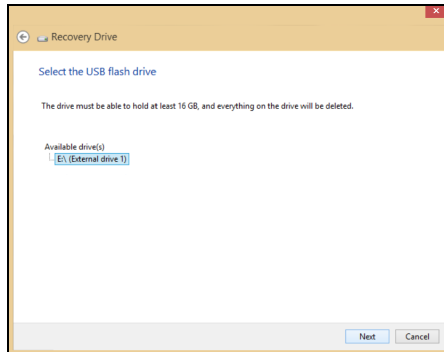 Recovery Drive
Select the USB flash drive
The drive must be able to hold at least 16 GB, and everything on the drive will be deleted.
Available drive(s)
E:\ (External drive 1)
Next Cancel